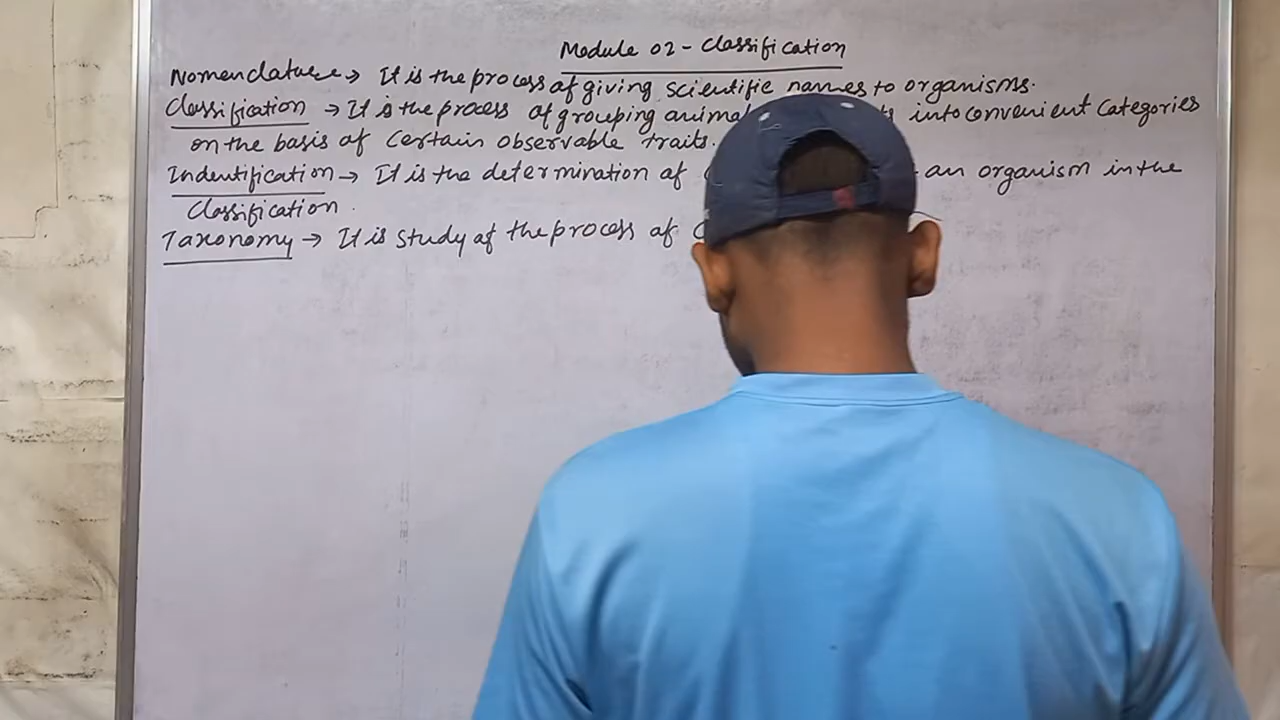 Module 02 - Classification
Nomenclature → It is the process of giving scientific names to organisms.
Classification → It is the process of grouping into convenient categories
on the basis of certain observable traits.
Indentification → It is the determination of an organism in the
Classification.
Taxonomy → It is study of the process of